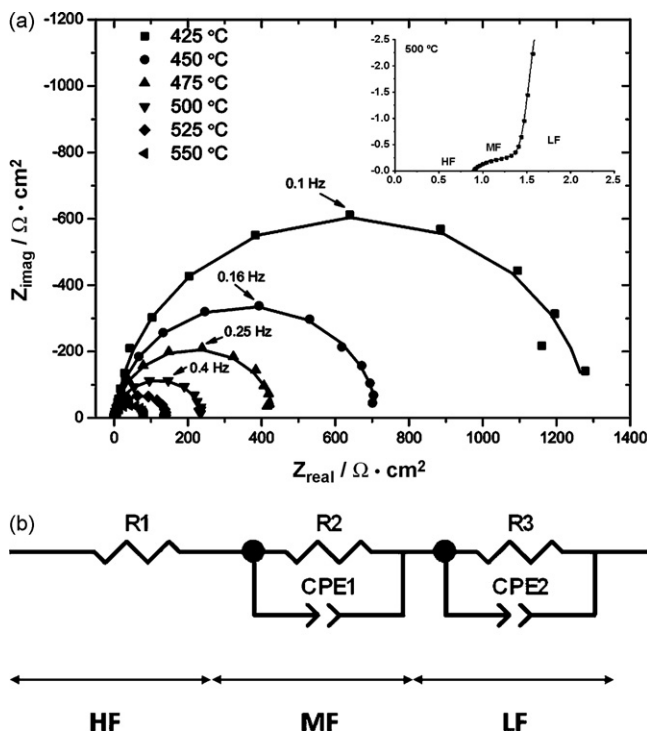 (a)
-1200
-1000
-800
-600
-400
-200
0
Z_imag / Ω · cm²
425 °C
450 °C
475 °C
500 °C
525 °C
550 °C
0.1 Hz
0.16 Hz
0.25 Hz
0.4 Hz
500 °C
-2.5
-2.0
-1.5
-1.0
-0.5
-0.0
HF
MF
LF
0.0 0.5 1.0 1.5 2.0 2.5
0 200 400 600 800 1000 1200 1400
Z_real / Ω · cm²
(b)
R1 R2 R3
CPE1 CPE2
HF MF LF